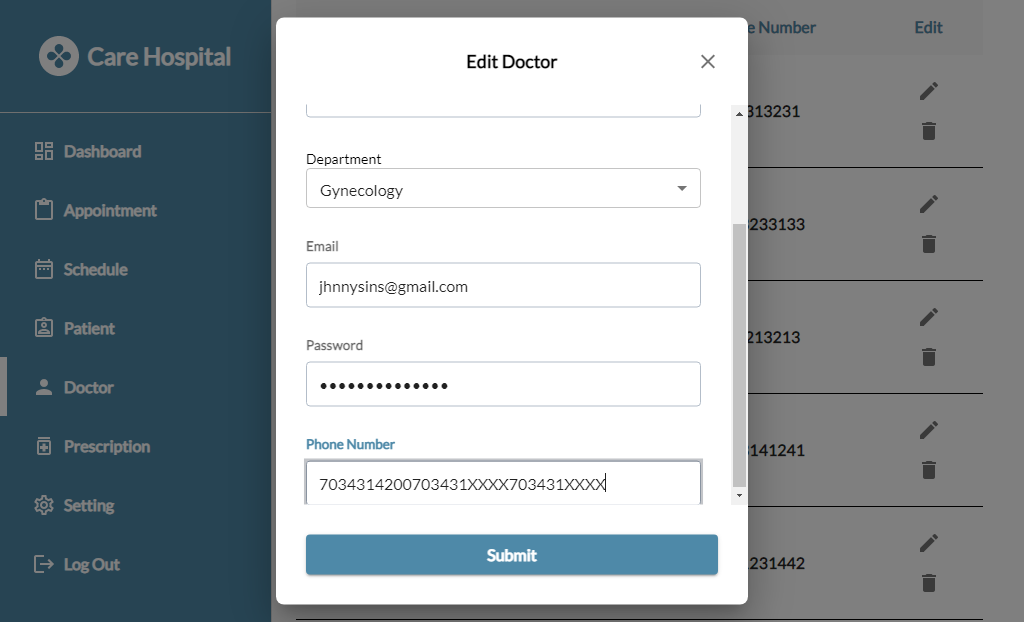 Care Hospital
Dashboard
Appointment
Schedule
Patient
Doctor
Prescription
Setting
Log Out
Edit Doctor
Department
Gynecology
Email
jhnnysins@gmail.com
Password
••••••••••••••
Phone Number
7034314200703431XXXX703431XXXX
Submit
Number Edit
313231
233133
213213
141241
231442